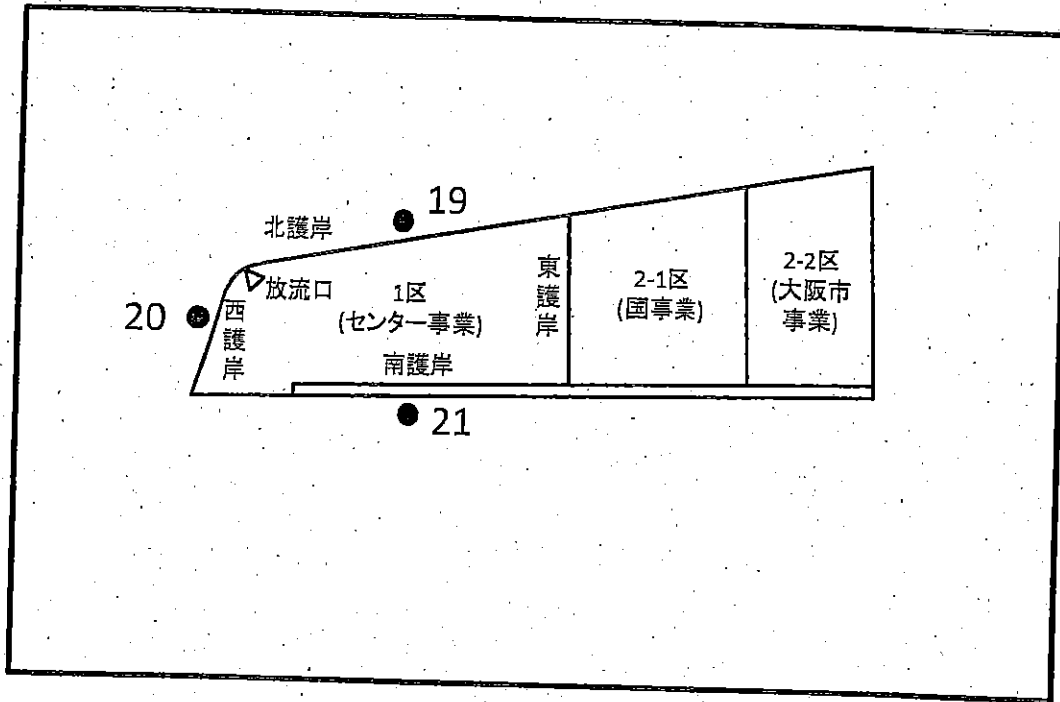 19
北護岸
放流口
20
西護岸
1区
(センター事業)
南護岸
東護岸
2-1区
(国事業)
2-2区
(大阪市
事業)
21